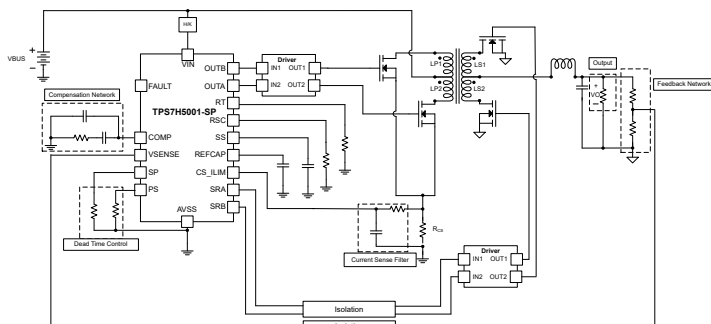 H/K
VBUS
+
−
VIN
Driver
OUTB
IN1 OUT1
OUTA
IN2 OUT2
FAULT
RT
Compensation Network
TPS7H5001-SP
RSC
COMP
SS
VSENSE
REFCAP
SP
CS_ILIM
PS
SRA
AVSS
SRB
Dead Time Control
LP1
LS1
LP2
LS2
Output
+
VO
−
Feedback Network
RCS
Current Sense Filter
Driver
IN1 OUT1
IN2 OUT2
Isolation